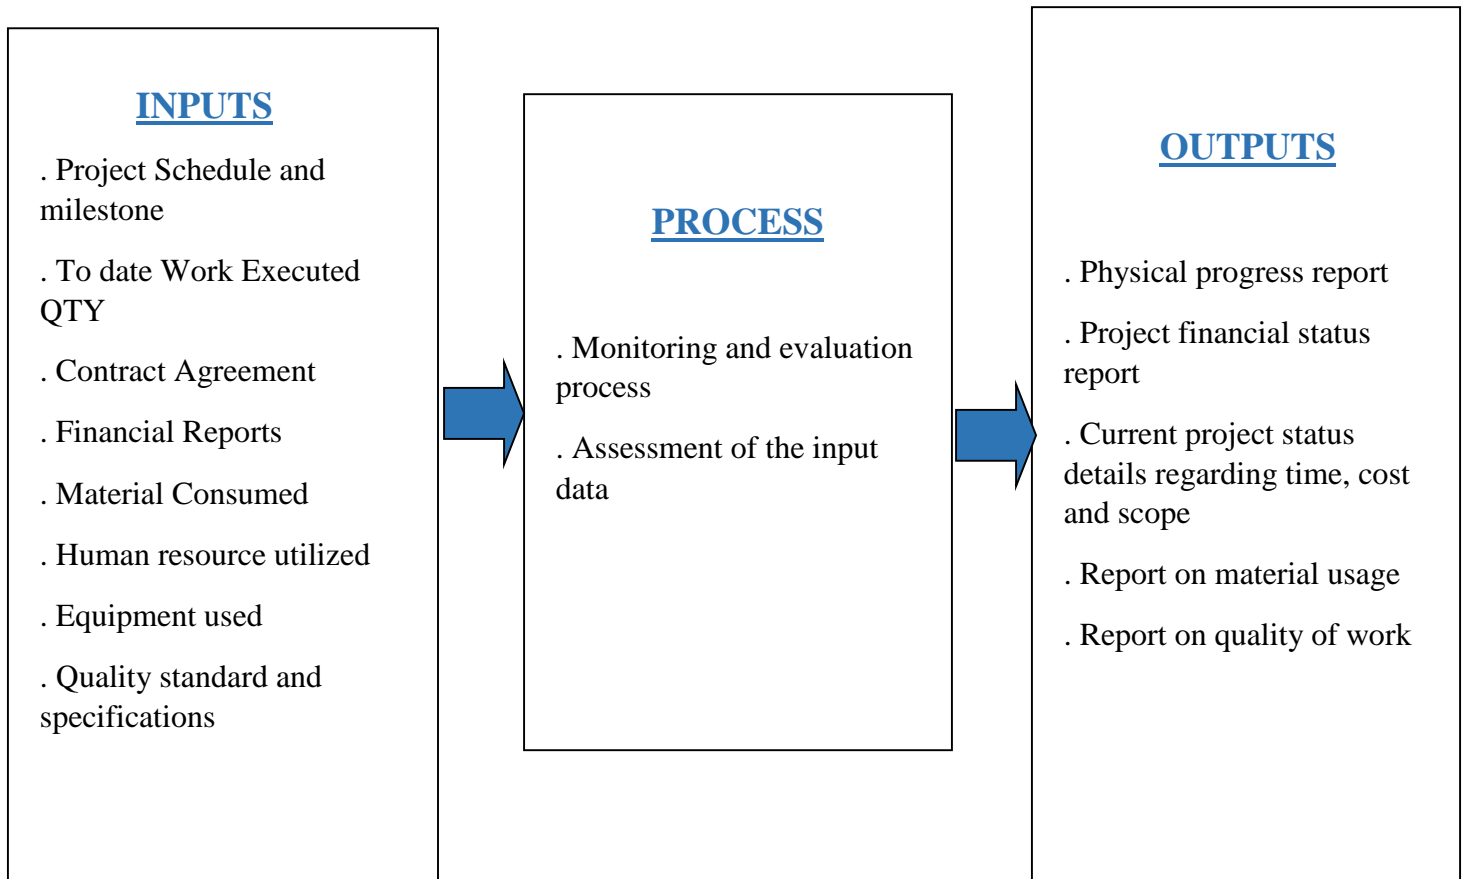 INPUTS
. Project Schedule and
milestone
. To date Work Executed
QTY
. Contract Agreement
. Financial Reports
. Material Consumed
. Human resource utilized
. Equipment used
. Quality standard and
specifications
PROCESS
. Monitoring and evaluation
process
. Assessment of the input
data
OUTPUTS
. Physical progress report
. Project financial status
report
. Current project status
details regarding time, cost
and scope
. Report on material usage
. Report on quality of work